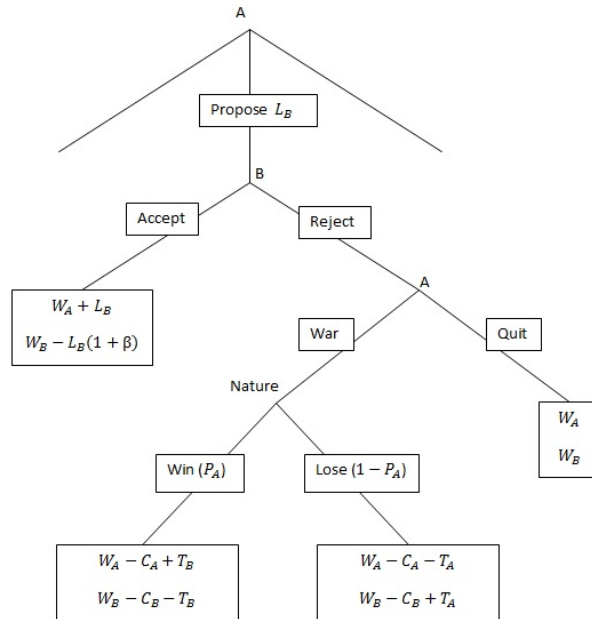 A
Propose L_B
B
Accept
Reject
W_A + L_B
W_B − L_B(1 + β)
A
War
Quit
Nature
W_A
W_B
Win (P_A)
Lose (1 − P_A)
W_A − C_A + T_B
W_B − C_B − T_B
W_A − C_A − T_A
W_B − C_B + T_A